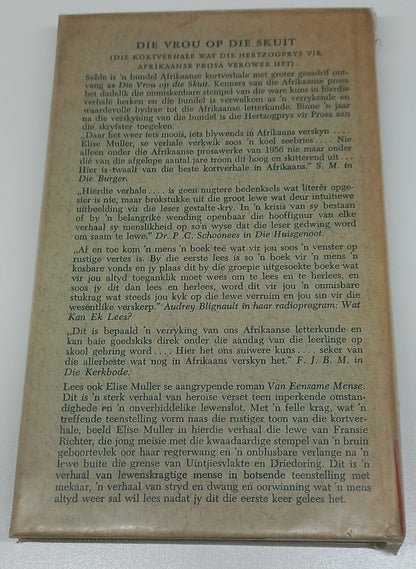 DIE VROU OP DIE SKUIT
(DIE KORTVERHALE WAT DIE HERTZOGPRYS VIR
AFRIKAANSE PROSA VEROWER HET)
Selde is 'n bundel Afrikaanse kortverhale met groter geesdrif ont-
vang as Die Vrou op die Skuit. Kenners van die Afrikaanse prosa
het dadelik die onmiskenbare stempel van die ware kuns in hierdie
verhale herken en die bundel is verwelkom as 'n verrykende en
waardevolle bydrae tot die Afrikaanse letterkunde. Binne 'n jaar
na die verskyning van die bundel is die Hertzogprys vir Prosa aan
die skryfster toegeken.
„Daar het weer iets moois, iets blywends in Afrikaans verskyn ....
Elise Muller, se verhale verkwik soos 'n koel seebries .... Nie
alleen onder die Afrikaanse prosawerke van 1956 nie maar onder
dié van die afgelope aantal jare troon dit hoog en skitterend uit ...
Hier is twaalf van die beste kortverhale in Afrikaans." S. M. in
Die Burger.
„Hierdie verhale .... is geen nugtere bedenksels wat literêr opge-
sier is nie, maar brokstukke uit die groot lewe wat deur intuïtiewe
uitbeelding vir die leser gestalte kry. In 'n krisis van sy bestaan
of by 'n belangrike wending openbaar die hooffiguur van elke
verhaal sy menslikheid op so'n wyse dat die leser gedwing word
om saam te lewe." Dr. P. G. Schoonees in Die Huisgenoot.
„Af en toe kom 'n mens 'n boek teë wat vir jou soos 'n venster op
rustige vertes is. By die eerste lees is so 'n boek vir 'n mens 'n
kosbare vonds en jy plaas dit by die groepie uitgesoekte boeke wat
vir jou altyd toeganklik moet wees om te lees en te herlees, en
soos jy dit dan lees en herlees, word dit vir jou 'n onmisbare
stukrag wat steeds jou kyk op die lewe verruim en jou sin vir die
wesentlike verskerp." Audrey Blignault in haar radioprogram: Wat
Kan Ek Lees?
„Dit is bepaald 'n verryking van ons Afrikaanse letterkunde en
kan baie goedskiks direk onder die aandag van die leerlinge op
skool gebring word .... Hier het ons suiwere kuns .... seker van
die allerbeste wat nog in Afrikaans verskyn het." F. J. B. M. in
Die Kerkbode.
Lees ook Elise Muller se aangrypende roman Van Eensame Mense.
Dit is 'n sterk verhaal van heroïse verset teen inperkende omstan-
dighede en 'n onverbiddelike lewenslot. Met 'n felle krag, wat 'n
treffende teenstelling vorm naas die rustiger toon van die kortver-
hale, beeld Elise Muller in hierdie verhaal die lewe van Fransie
Richter, die jong meisie met die kwaadaardige stempel van 'n bruin
geboortevlek oor haar regterwang en 'n onblusbare verlange na 'n
lewe buite die grense van Uintjiesvlakte en Driedoring. Dit is 'n
verhaal van lewenskragtige mense in botsende teenstelling met
mekaar, 'n verhaal van stryd en dwang en oorwinning wat 'n mens
altyd weer sal wil lees nadat jy dit die eerste keer gelees het.